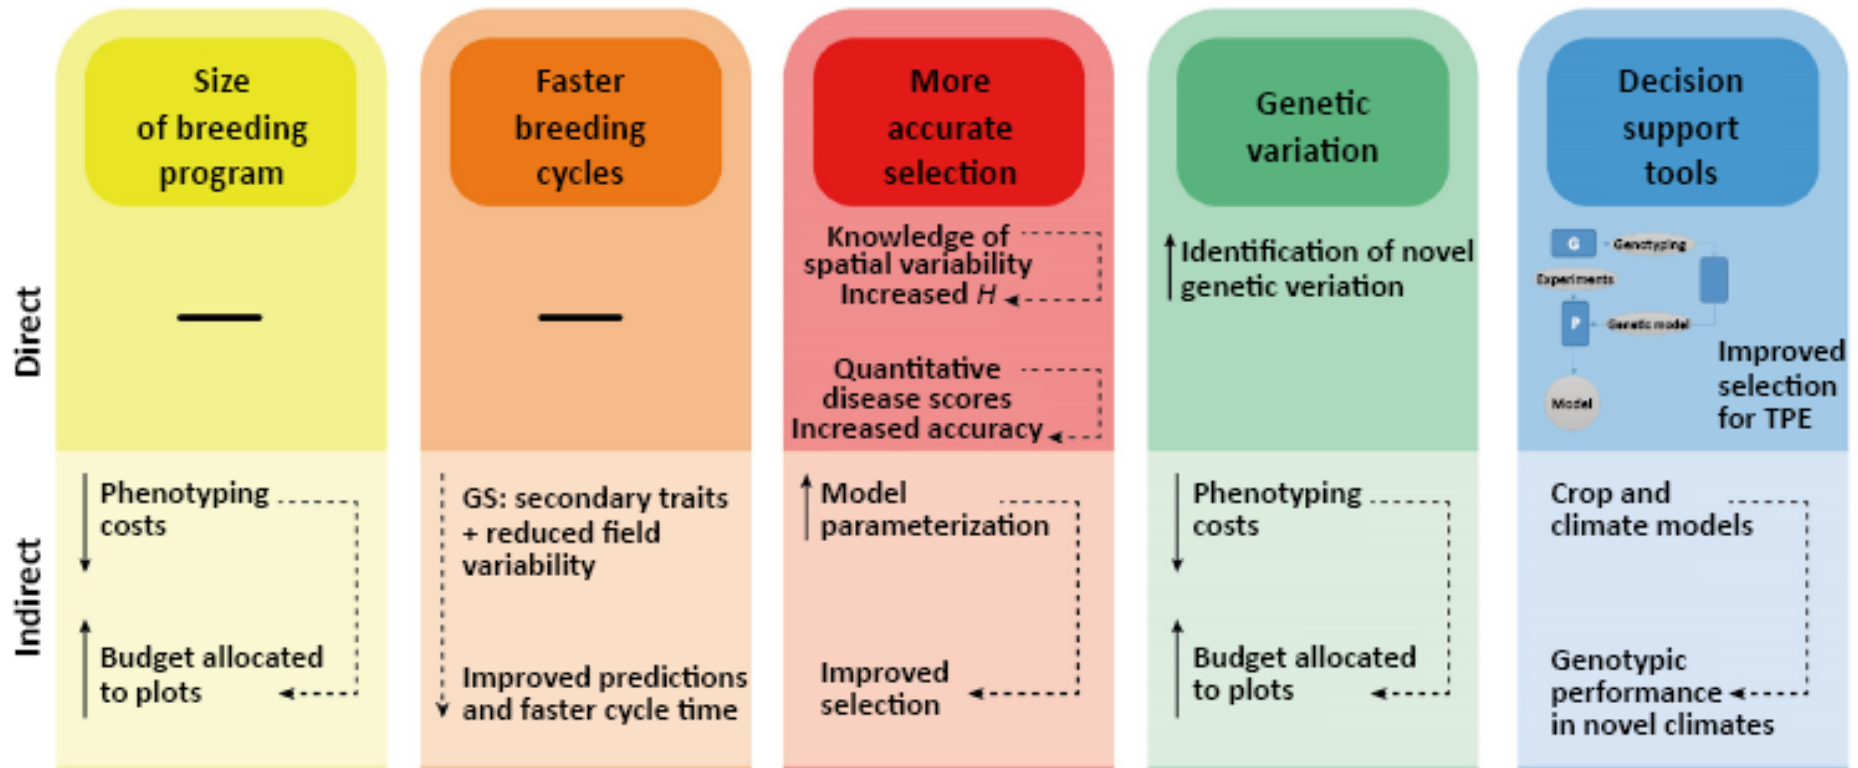 Size
of breeding
program
Faster
breeding
cycles
More
accurate
selection
Genetic
variation
Decision
support
tools
Direct
Knowledge of
spatial variability
Increased H
Quantitative
disease scores
Increased accuracy
Identification of novel
genetic veriation
G
Genotyping
Experiments
P
Genetic model
Model
Improved
selection
for TPE
Indirect
Phenotyping
costs
Budget allocated
to plots
GS: secondary traits
+ reduced field
variability
Improved predictions
and faster cycle time
Model
parameterization
Improved
selection
Phenotyping
costs
Budget allocated
to plots
Crop and
climate models
Genotypic
performance
in novel climates